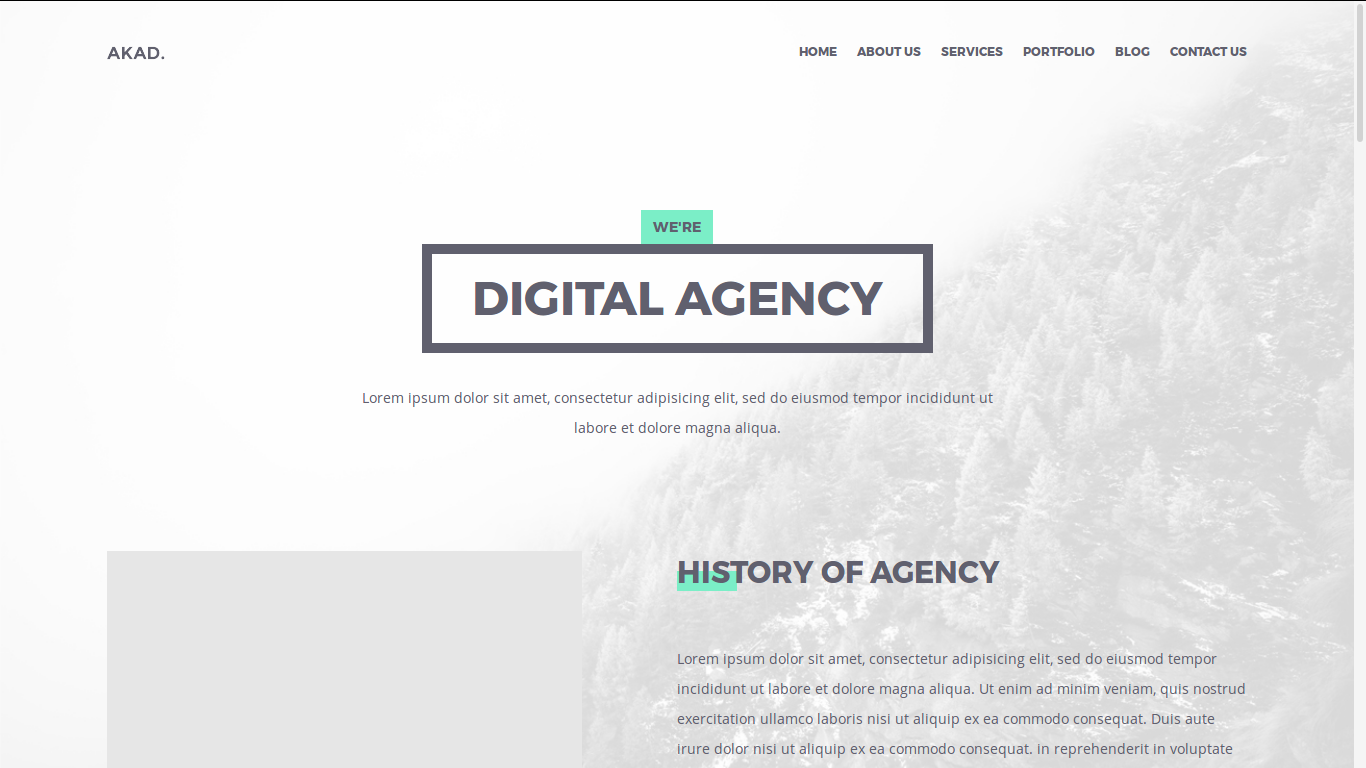 AKAD.
HOME ABOUT US SERVICES PORTFOLIO BLOG CONTACT US
WE'RE
DIGITAL AGENCY
Lorem ipsum dolor sit amet, consectetur adipisicing elit, sed do eiusmod tempor incididunt ut
labore et dolore magna aliqua.
HISTORY OF AGENCY
Lorem ipsum dolor sit amet, consectetur adipisicing elit, sed do eiusmod tempor
incididunt ut labore et dolore magna aliqua. Ut enim ad minim veniam, quis nostrud
exercitation ullamco laboris nisi ut aliquip ex ea commodo consequat. Duis aute
irure dolor nisi ut aliquip ex ea commodo consequat. in reprehenderit in voluptate